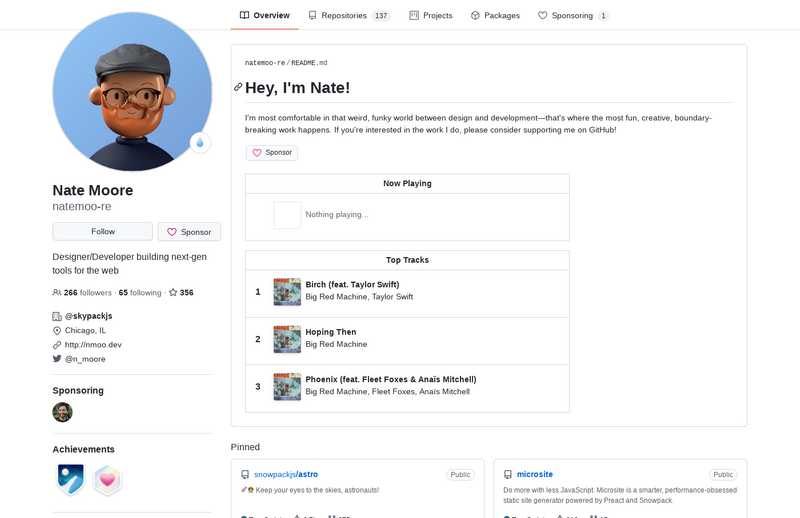 Overview
Repositories 137
Projects
Packages
Sponsoring 1
natemoo-re / README.md
Hey, I'm Nate!
I'm most comfortable in that weird, funky world between design and development—that's where the most fun, creative, boundary-
breaking work happens. If you're interested in the work I do, please consider supporting me on GitHub!
Sponsor
Now Playing
Nothing playing...
Top Tracks
1
Birch (feat. Taylor Swift)
Big Red Machine, Taylor Swift
2
Hoping Then
Big Red Machine
3
Phoenix (feat. Fleet Foxes & Anaïs Mitchell)
Big Red Machine, Fleet Foxes, Anaïs Mitchell
Nate Moore
natemoo-re
Follow
Sponsor
Designer/Developer building next-gen
tools for the web
266 followers · 65 following · 356
@skypackjs
Chicago, IL
http://nmoo.dev
@n_moore
Sponsoring
Achievements
Pinned
snowpackjs/astro
Public
Keep your eyes to the skies, astronauts!
microsite
Public
Do more with less JavaScript. Microsite is a smarter, performance-obsessed
static site generator powered by Preact and Snowpack.